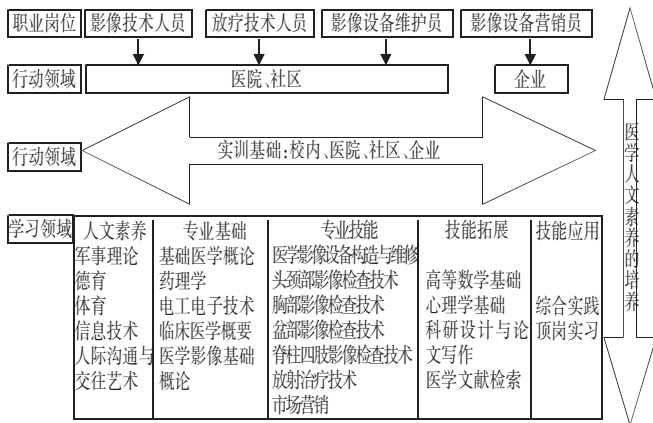 职业岗位 影像技术人员 放疗技术人员 影像设备维护员 影像设备营销员
行动领域 医院、社区 企业
行动领域 实训基础:校内、医院、社区、企业
学习领域
人文素养
军事理论
德育
体育
信息技术
人际沟通与
交往艺术
专业基础
基础医学概论
药理学
电工电子技术
临床医学概要
医学影像基础
概论
专业技能
医学影像设备构造与维修
头颈部影像检查技术
胸部影像检查技术
盆部影像检查技术
脊柱四肢影像检查技术
放射治疗技术
市场营销
技能拓展
高等数学基础
心理学基础
科研设计与论
文写作
医学文献检索
技能应用
综合实践
顶岗实习
医学人文素养的培养